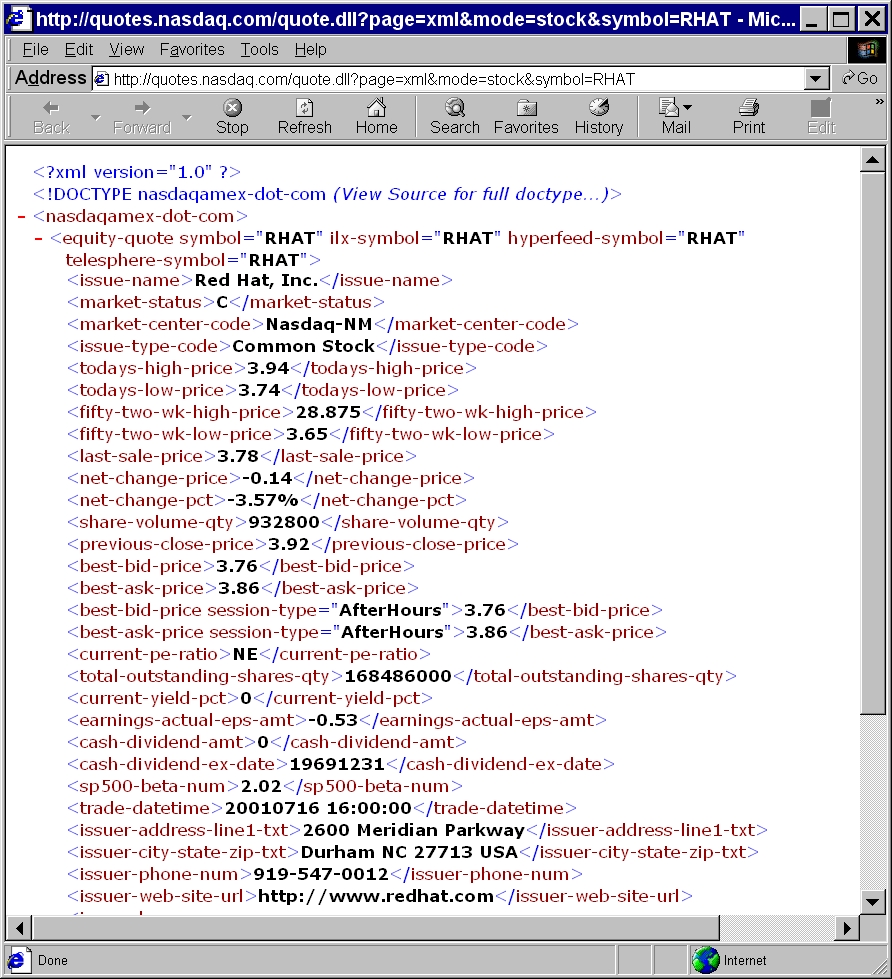 http://quotes.nasdaq.com/quote.dll?page=xml&mode=stock&symbol=RHAT - Mic...
File Edit View Favorites Tools Help
Address http://quotes.nasdaq.com/quote.dll?page=xml&mode=stock&symbol=RHAT Go
Back Forward Stop Refresh Home Search Favorites History Mail Print Edit »
<?xml version="1.0" ?>
<!DOCTYPE nasdaqamex-dot-com (View Source for full doctype...)>
- <nasdaqamex-dot-com>
- <equity-quote symbol="RHAT" ilx-symbol="RHAT" hyperfeed-symbol="RHAT"
telesphere-symbol="RHAT">
<issue-name>Red Hat, Inc.</issue-name>
<market-status>C</market-status>
<market-center-code>Nasdaq-NM</market-center-code>
<issue-type-code>Common Stock</issue-type-code>
<todays-high-price>3.94</todays-high-price>
<todays-low-price>3.74</todays-low-price>
<fifty-two-wk-high-price>28.875</fifty-two-wk-high-price>
<fifty-two-wk-low-price>3.65</fifty-two-wk-low-price>
<last-sale-price>3.78</last-sale-price>
<net-change-price>-0.14</net-change-price>
<net-change-pct>-3.57%</net-change-pct>
<share-volume-qty>932800</share-volume-qty>
<previous-close-price>3.92</previous-close-price>
<best-bid-price>3.76</best-bid-price>
<best-ask-price>3.86</best-ask-price>
<best-bid-price session-type="AfterHours">3.76</best-bid-price>
<best-ask-price session-type="AfterHours">3.86</best-ask-price>
<current-pe-ratio>NE</current-pe-ratio>
<total-outstanding-shares-qty>168486000</total-outstanding-shares-qty>
<current-yield-pct>0</current-yield-pct>
<earnings-actual-eps-amt>-0.53</earnings-actual-eps-amt>
<cash-dividend-amt>0</cash-dividend-amt>
<cash-dividend-ex-date>19691231</cash-dividend-ex-date>
<sp500-beta-num>2.02</sp500-beta-num>
<trade-datetime>20010716 16:00:00</trade-datetime>
<issuer-address-line1-txt>2600 Meridian Parkway</issuer-address-line1-txt>
<issuer-city-state-zip-txt>Durham NC 27713 USA</issuer-city-state-zip-txt>
<issuer-phone-num>919-547-0012</issuer-phone-num>
<issuer-web-site-url>http://www.redhat.com</issuer-web-site-url>
Done Internet